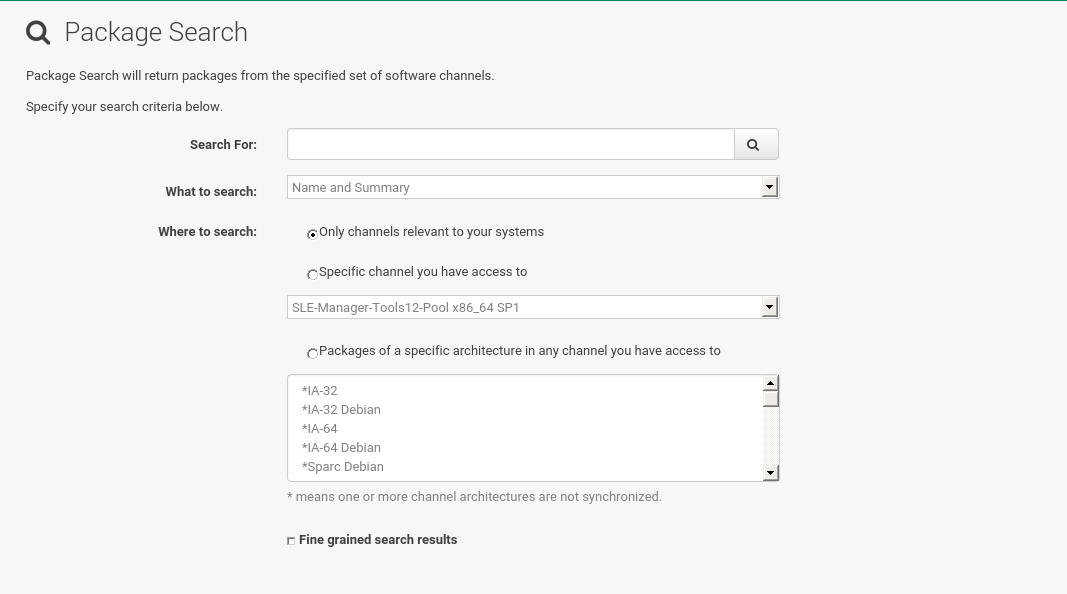 Package Search
Package Search will return packages from the specified set of software channels.
Specify your search criteria below.
Search For:
What to search:
Name and Summary
Where to search:
Only channels relevant to your systems
Specific channel you have access to
SLE-Manager-Tools12-Pool x86_64 SP1
Packages of a specific architecture in any channel you have access to
*IA-32
*IA-32 Debian
*IA-64
*IA-64 Debian
*Sparc Debian
* means one or more channel architectures are not synchronized.
Fine grained search results